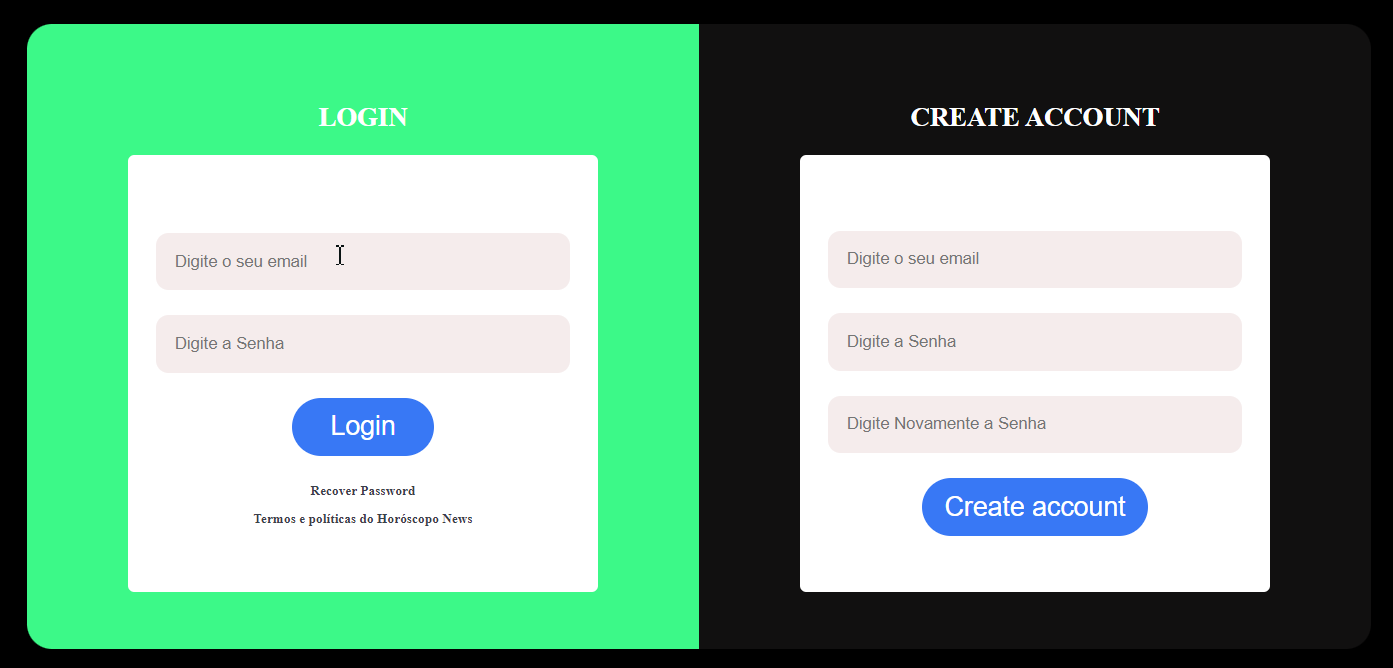 LOGIN
Digite o seu email
Digite a Senha
Login
Recover Password
Termos e políticas do Horóscopo News
CREATE ACCOUNT
Digite o seu email
Digite a Senha
Digite Novamente a Senha
Create account